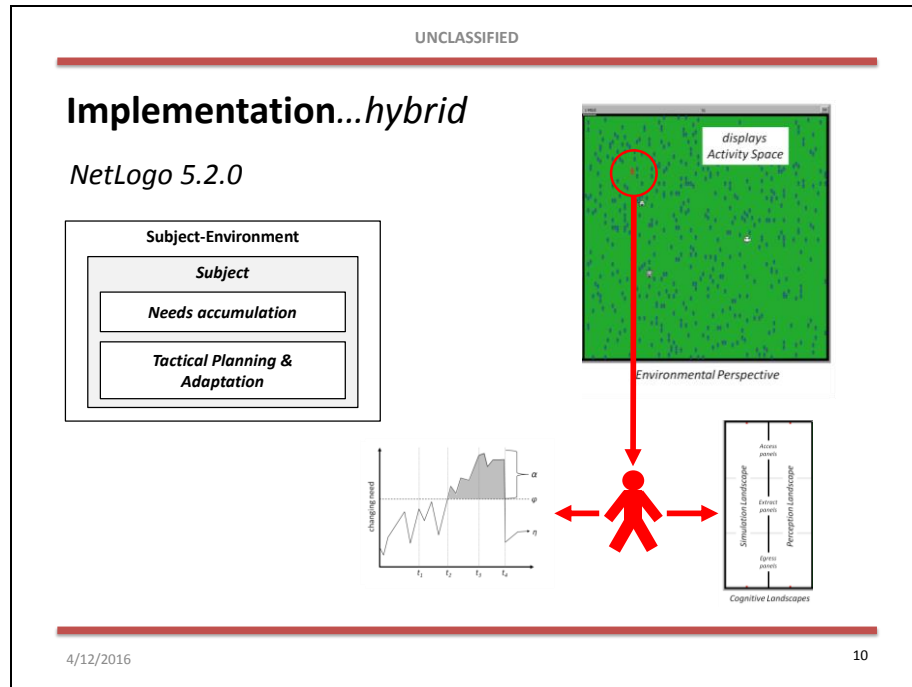 UNCLASSIFIED
Implementation...hybrid
NetLogo 5.2.0
Subject-Environment
Subject
Needs accumulation
Tactical Planning &
Adaptation
displays
Activity Space
Environmental Perspective
changing need
α
φ
η
t1
t2
t3
t4
Simulation Landscape
Access
panels
Extract
panels
Egress
panels
Perception Landscape
Cognitive Landscapes
4/12/2016
10